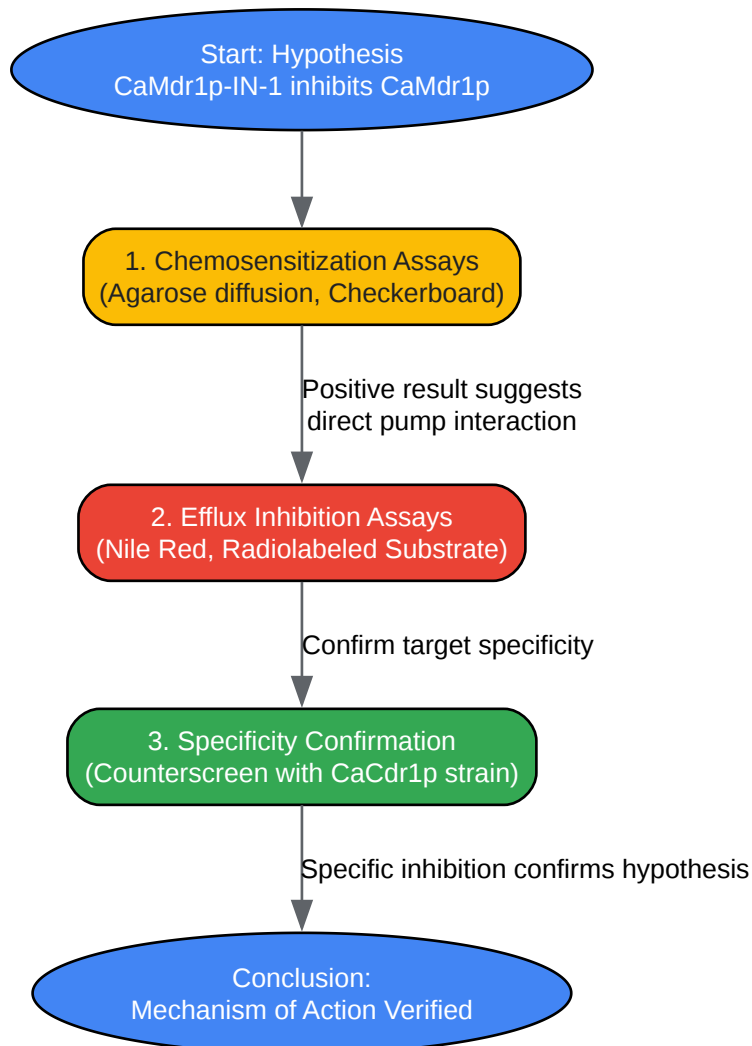 Start: Hypothesis
CaMdr1p-IN-1 inhibits CaMdr1p
1. Chemosensitization Assays
(Agarose diffusion, Checkerboard)
Positive result suggests
direct pump interaction
2. Efflux Inhibition Assays
(Nile Red, Radiolabeled Substrate)
Confirm target specificity
3. Specificity Confirmation
(Counterscreen with CaCdr1p strain)
Specific inhibition confirms hypothesis
Conclusion:
Mechanism of Action Verified